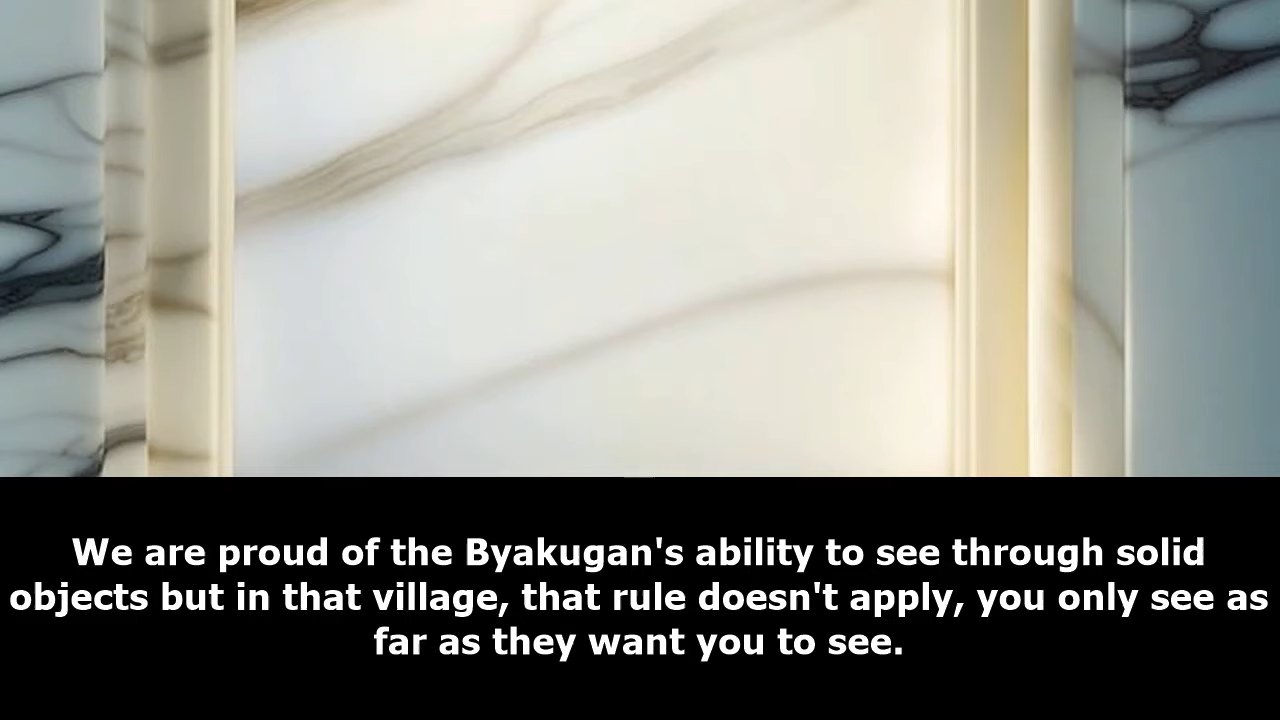 We are proud of the Byakugan's ability to see through solid
objects but in that village, that rule doesn't apply, you only see as
far as they want you to see.